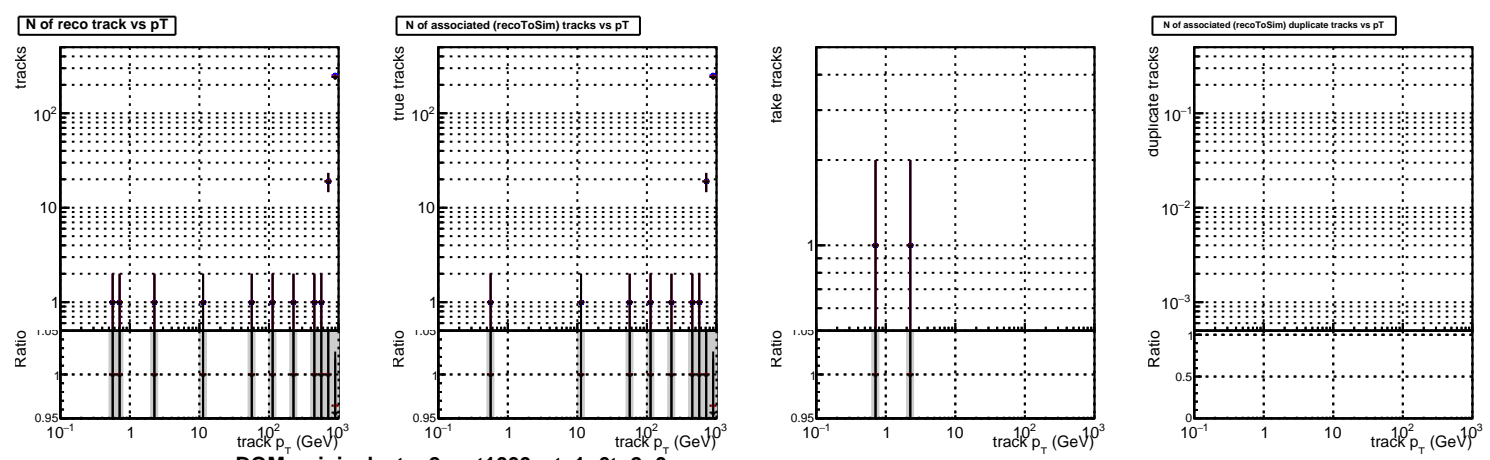 N of reco track vs pT
tracks
10²
10
1
1.05
Ratio
1
0.95
10⁻¹ 1 10 10² 10³
track p_T (GeV)
N of associated (recoToSim) tracks vs pT
true tracks
10²
10
1
1.05
Ratio
1
0.95
10⁻¹ 1 10 10² 10³
track p_T (GeV)
fake tracks
1
1.05
Ratio
1
0.95
10⁻¹ 1 10 10² 10³
track p_T (GeV)
N of associated (recoToSim) duplicate tracks vs pT
duplicate tracks
10⁻¹
10⁻²
10⁻³
Ratio
1
0.5
0
10⁻¹ 1 10 10² 10³
track p_T (GeV)